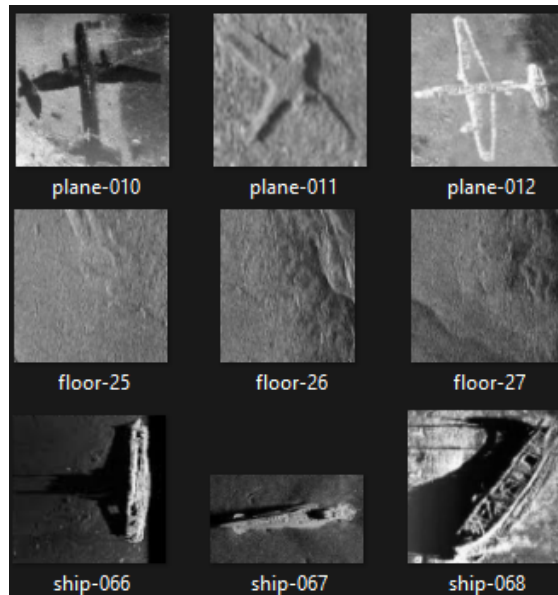 plane-010 plane-011 plane-012
floor-25 floor-26 floor-27
ship-066 ship-067 ship-068